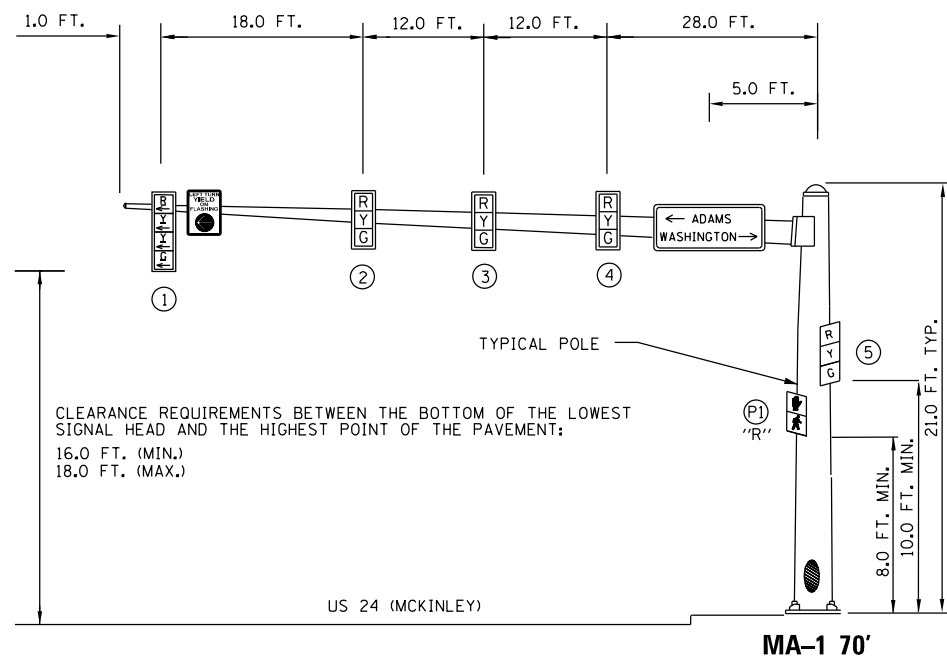 1.0 FT.
18.0 FT.
12.0 FT.
12.0 FT.
28.0 FT.
5.0 FT.
R
Y
Y
G
LEFT TURN
YIELD
ON
FLASHING
R
Y
G
R
Y
G
R
Y
G
← ADAMS
WASHINGTON →
1
2
3
4
TYPICAL POLE
R
Y
G
5
P1
"R"
CLEARANCE REQUIREMENTS BETWEEN THE BOTTOM OF THE LOWEST
SIGNAL HEAD AND THE HIGHEST POINT OF THE PAVEMENT:
16.0 FT. (MIN.)
18.0 FT. (MAX.)
8.0 FT. MIN.
10.0 FT. MIN.
21.0 FT. TYP.
US 24 (MCKINLEY)
MA–1 70'